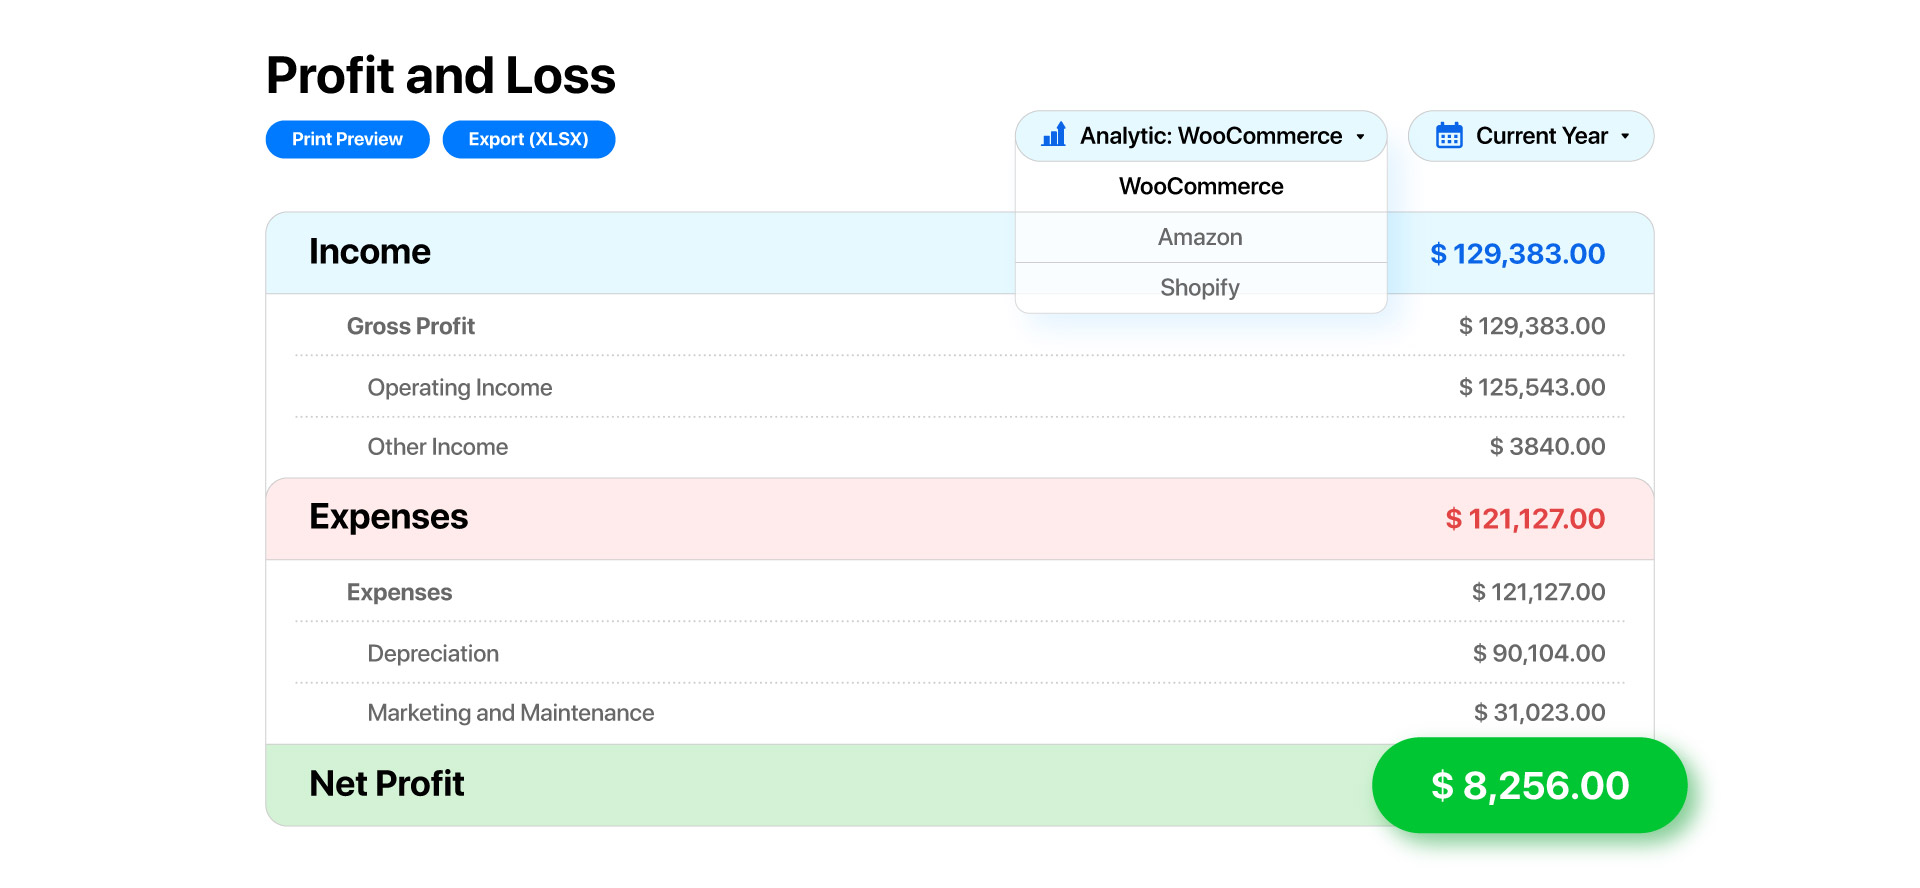 Profit and Loss
Print Preview
Export (XLSX)
Analytic: WooCommerce
Current Year
WooCommerce
Amazon
Shopify
Income
$ 129,383.00
Gross Profit
$ 129,383.00
Operating Income
$ 125,543.00
Other Income
$ 3840.00
Expenses
$ 121,127.00
Expenses
$ 121,127.00
Depreciation
$ 90,104.00
Marketing and Maintenance
$ 31,023.00
Net Profit
$ 8,256.00